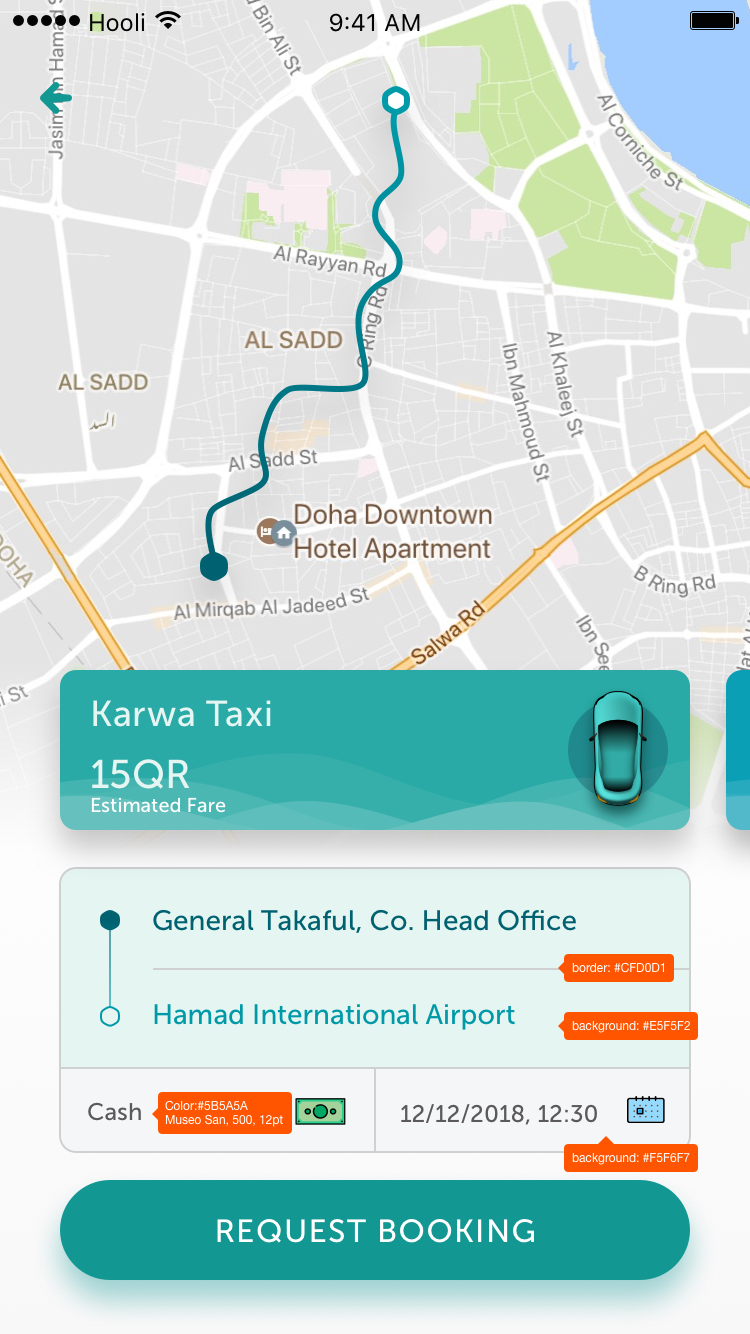 Hooli
9:41 AM
Bin Ali St
Al Corniche St
Al Rayyan Rd
C Ring Rd
AL SADD
AL SADD
السد
Ibn Mahmoud St
Al Khaleej St
Al Sadd St
Doha Downtown
Hotel Apartment
DOHA
B Ring Rd
Al Mirqab Al Jadeed St
Salwa Rd
Ibn See
St
Karwa Taxi
15QR
Estimated Fare
General Takaful, Co. Head Office
border: #CFD0D1
Hamad International Airport
background: #E5F5F2
Cash
Color:#5B5A5A
Museo San, 500, 12pt
12/12/2018, 12:30
background: #F5F6F7
REQUEST BOOKING